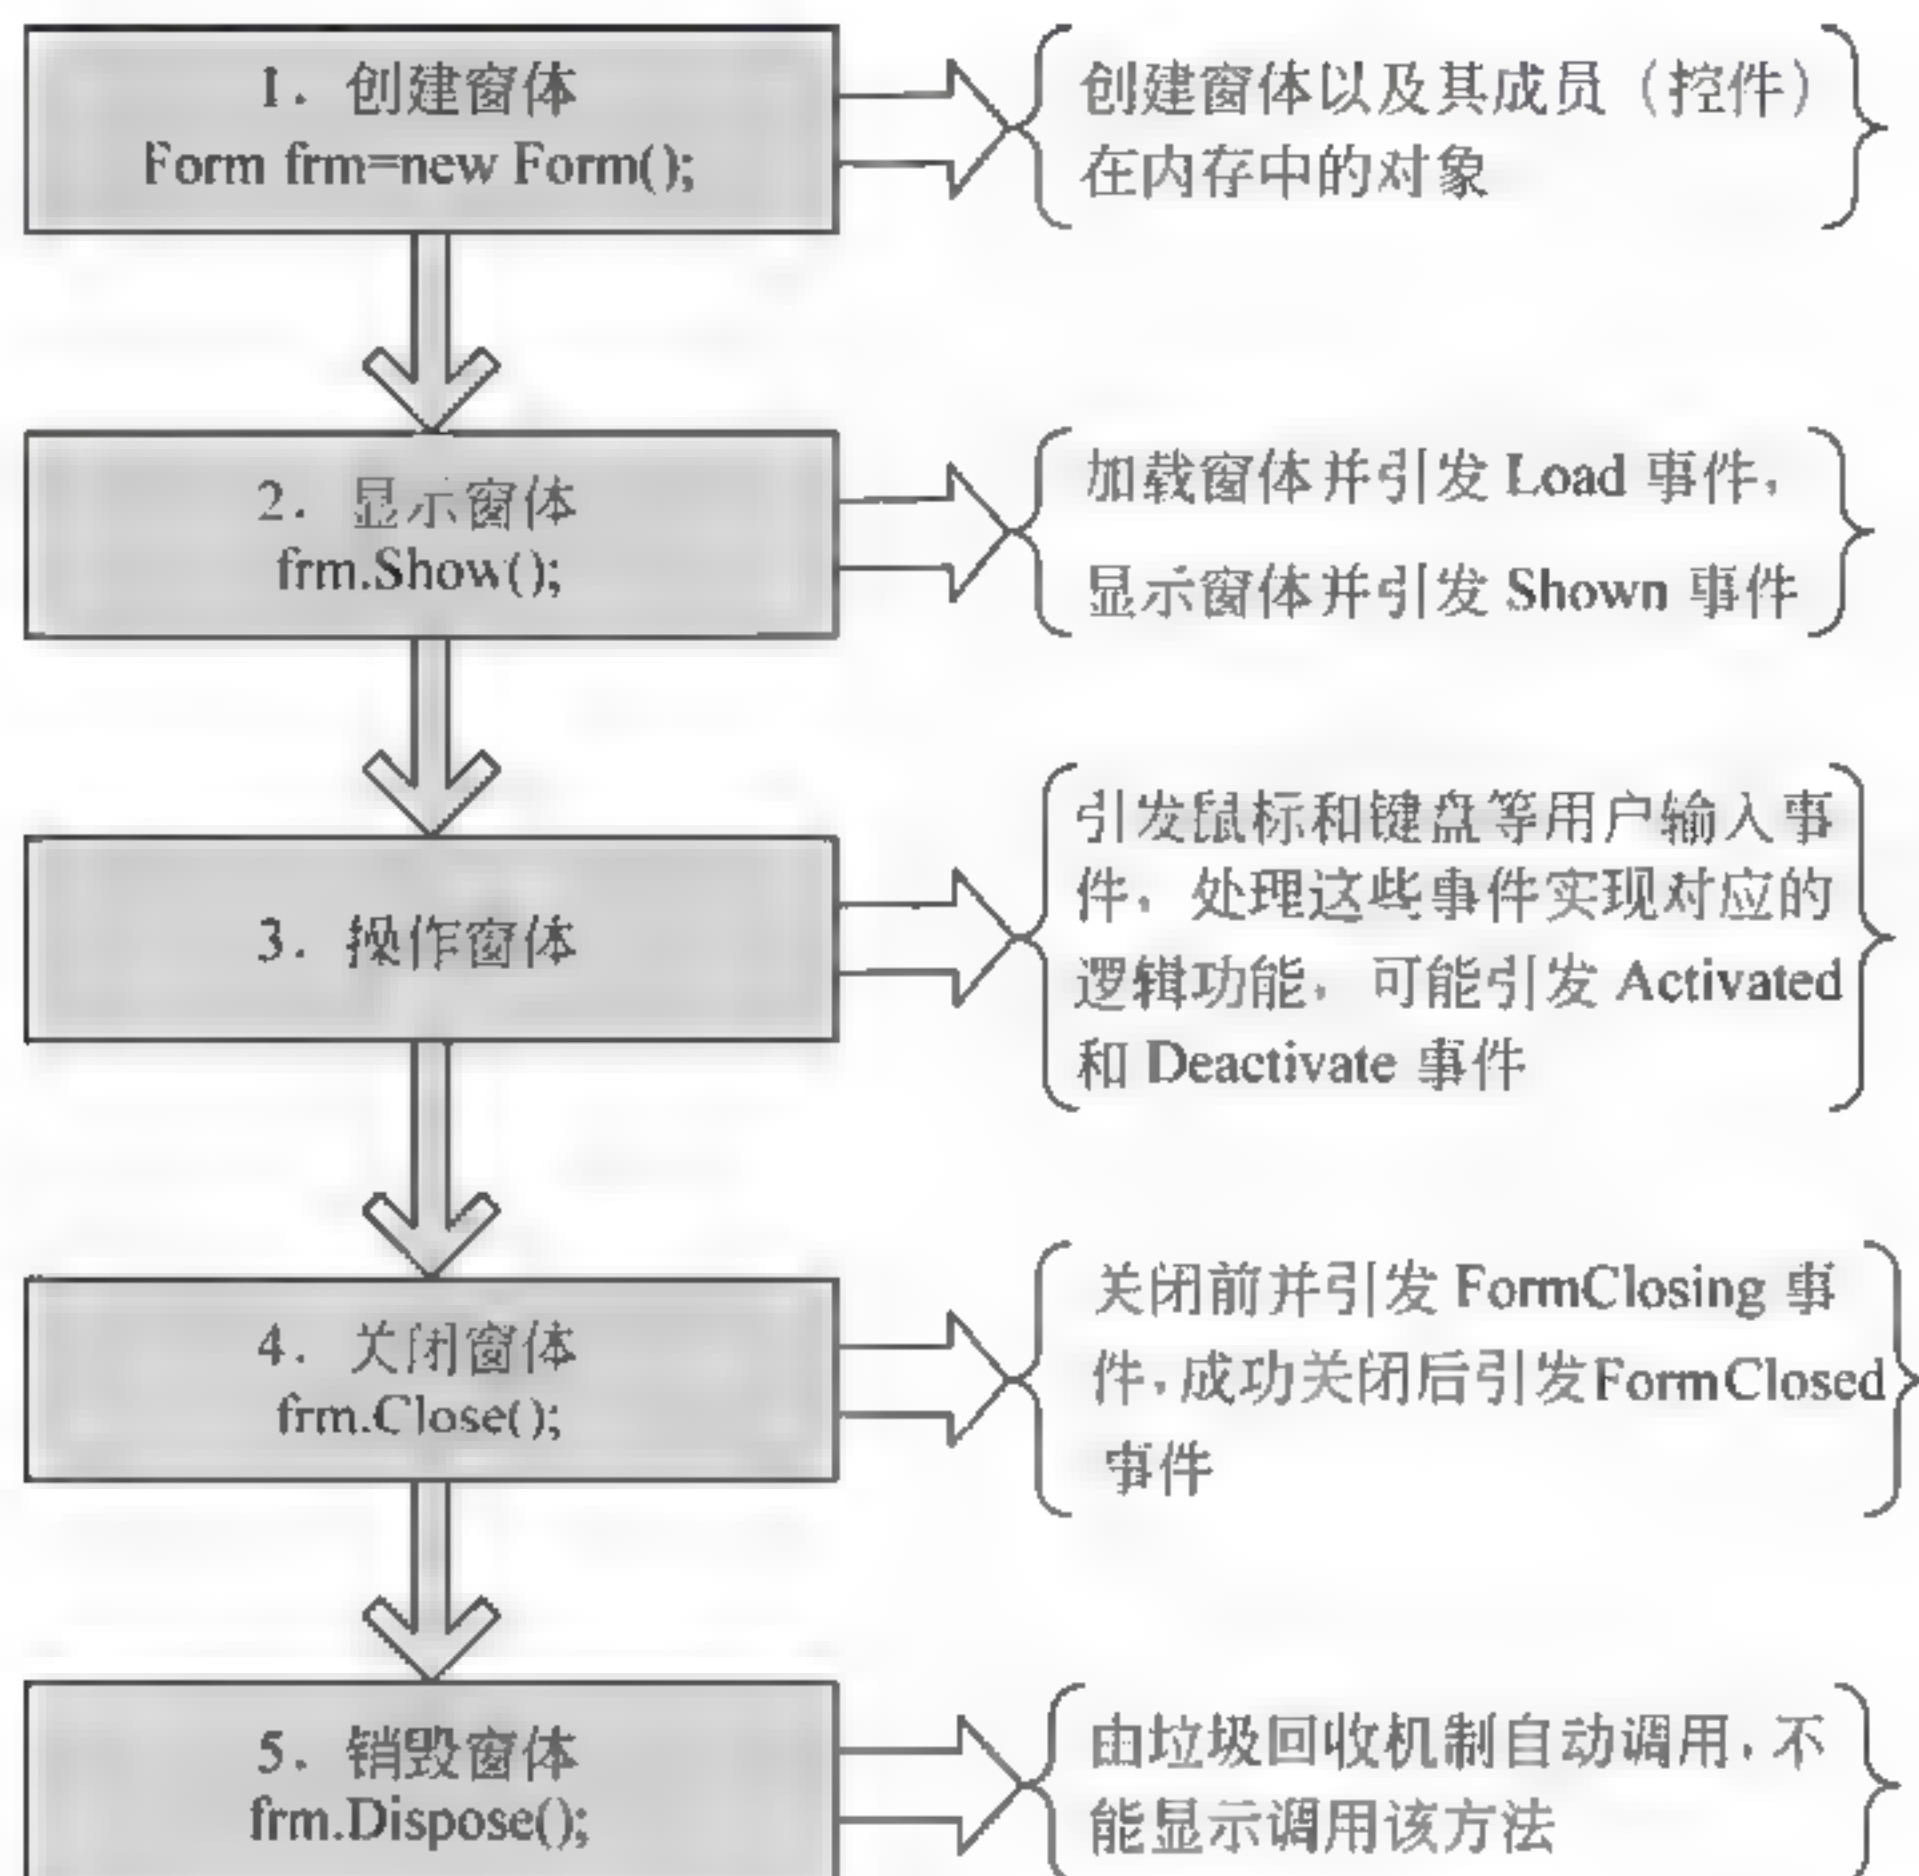 1. 创建窗体
Form frm=new Form();
创建窗体以及其成员（控件）
在内存中的对象
2. 显示窗体
frm.Show();
加载窗体并引发 Load 事件，
显示窗体并引发 Shown 事件
3. 操作窗体
引发鼠标和键盘等用户输入事
件，处理这些事件实现对应的
逻辑功能，可能引发 Activated
和 Deactivate 事件
4. 关闭窗体
frm.Close();
关闭前并引发 FormClosing 事
件，成功关闭后引发FormClosed
事件
5. 销毁窗体
frm.Dispose();
由垃圾回收机制自动调用，不
能显示调用该方法